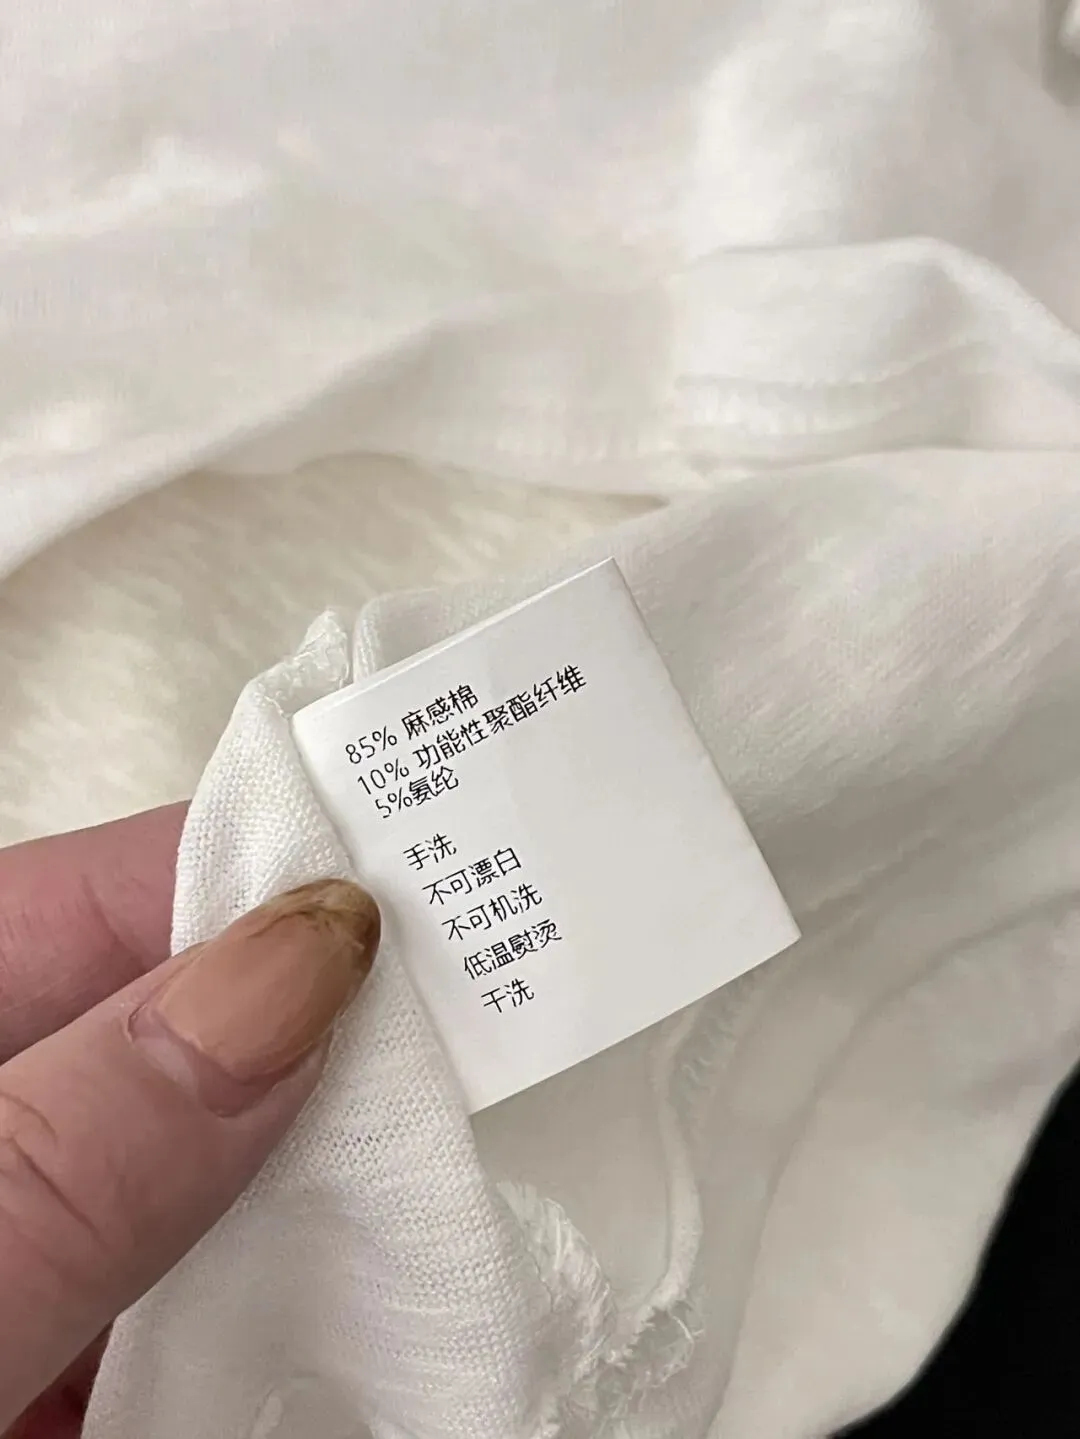 85% 麻感棉
10% 功能性聚酯纤维
5%氨纶
手洗
不可漂白
不可机洗
低温熨烫
干洗